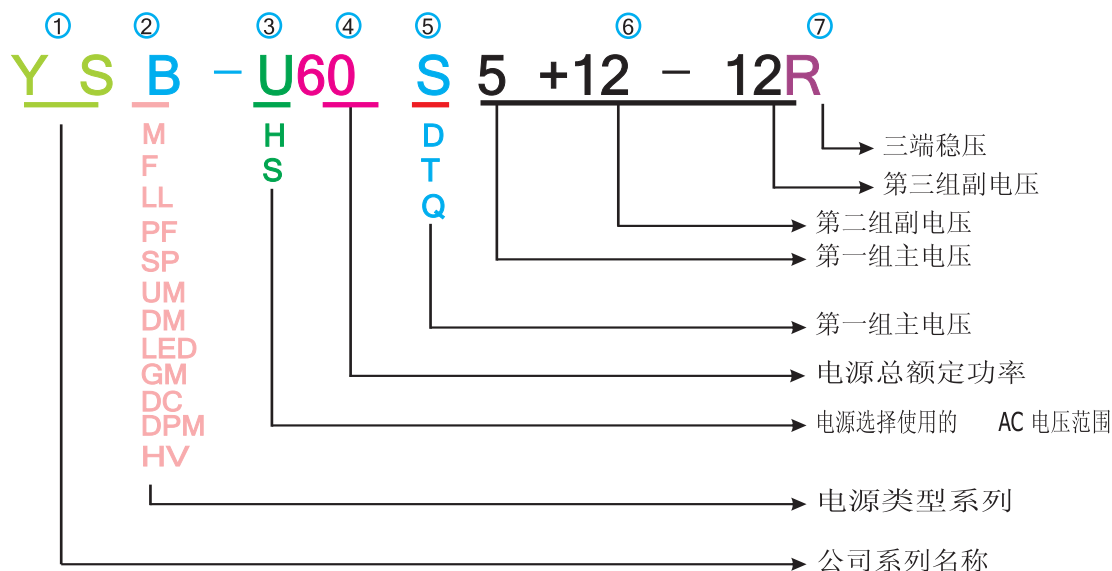 ① ② ③ ④ ⑤ ⑥ ⑦
YS B - U60 S 5 +12 - 12R
M
F
LL
PF
SP
UM
DM
LED
GM
DC
DPM
HV
H
S
D
T
Q
三端稳压
第三组副电压
第二组副电压
第一组主电压
第一组主电压
电源总额定功率
电源选择使用的 AC 电压范围
电源类型系列
公司系列名称